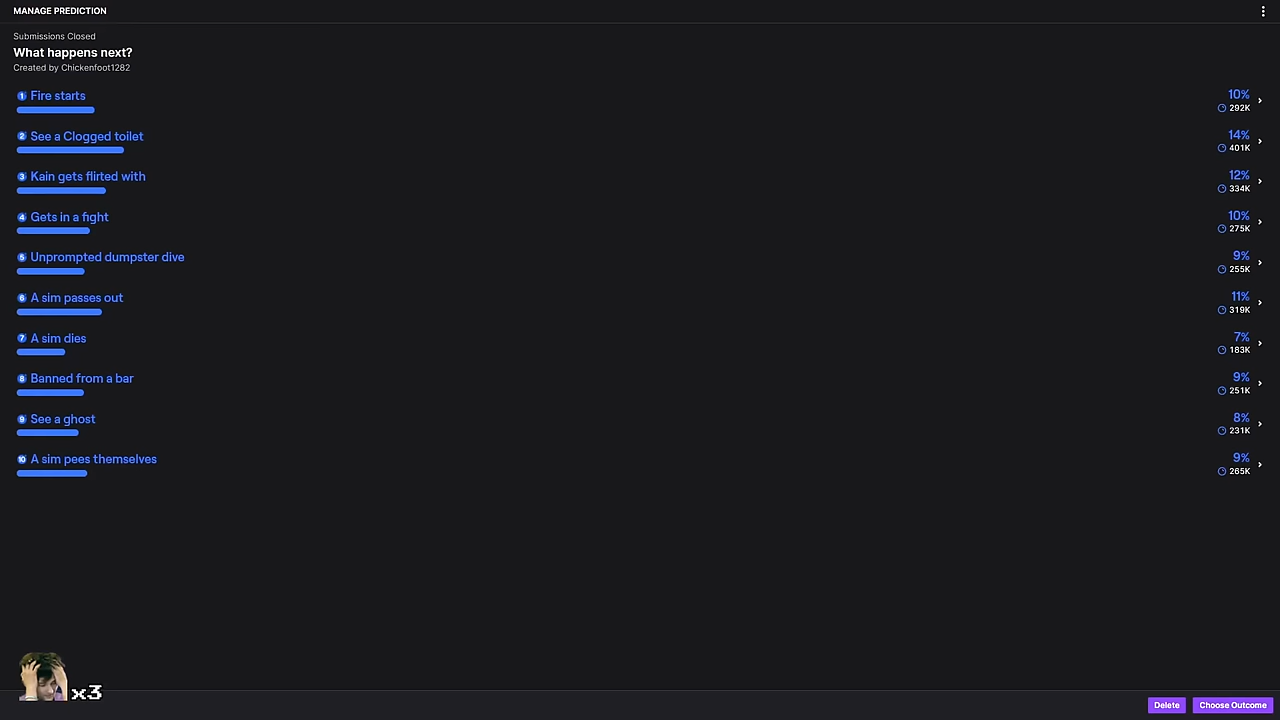 MANAGE PREDICTION
Submissions Closed
What happens next?
Created by Chickenfoot1282
1 Fire starts
10%
292K
2 See a Clogged toilet
14%
401K
3 Kain gets flirted with
12%
334K
4 Gets in a fight
10%
275K
5 Unprompted dumpster dive
9%
255K
6 A sim passes out
11%
319K
7 A sim dies
7%
183K
8 Banned from a bar
9%
251K
9 See a ghost
8%
231K
10 A sim pees themselves
9%
265K
x3
Delete
Choose Outcome